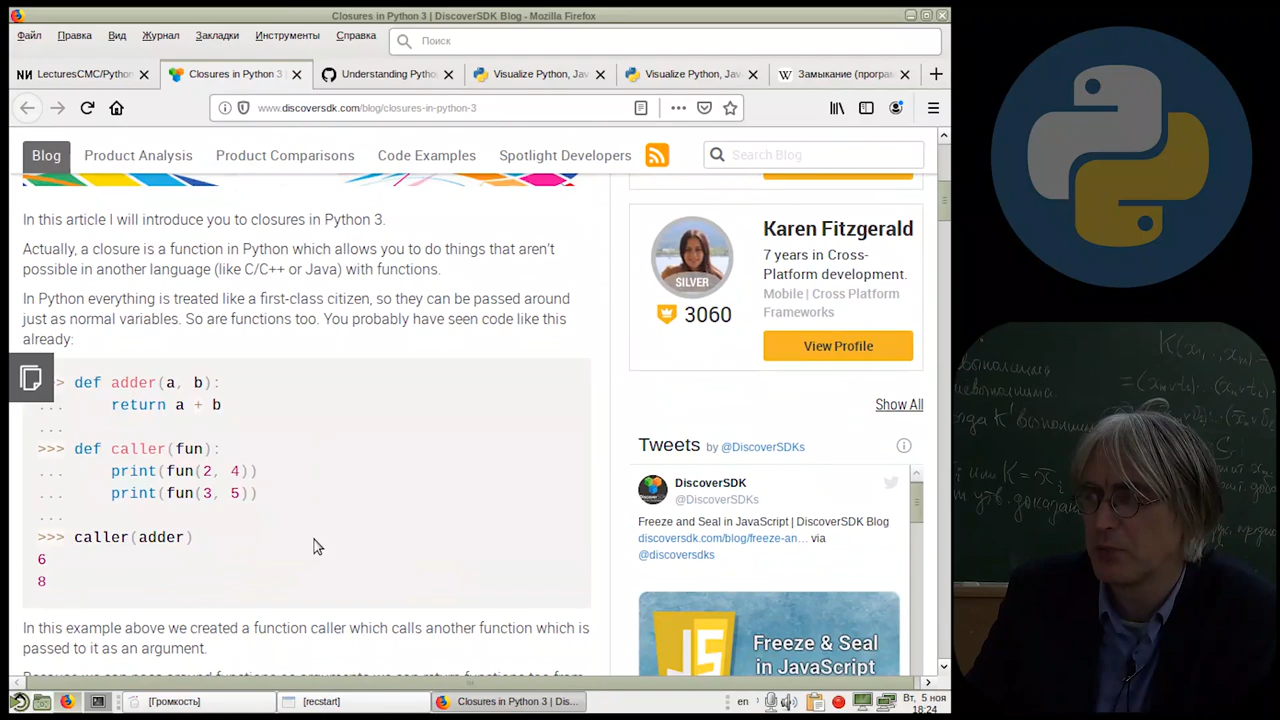 Closures in Python 3 | DiscoverSDK Blog - Mozilla Firefox
Файл Правка Вид Журнал Закладки Инструменты Справка Поиск
LecturesCMC/Python Closures in Python 3 | Understanding Pytho Visualize Python, Jav Visualize Python, Jav Замыкание (програм
www.discoversdk.com/blog/closures-in-python-3
Blog Product Analysis Product Comparisons Code Examples Spotlight Developers Search Blog
In this article I will introduce you to closures in Python 3.
Actually, a closure is a function in Python which allows you to do things that aren't
possible in another language (like C/C++ or Java) with functions.
In Python everything is treated like a first-class citizen, so they can be passed around
just as normal variables. So are functions too. You probably have seen code like this
already:
> def adder(a, b):
... return a + b
...
>>> def caller(fun):
... print(fun(2, 4))
... print(fun(3, 5))
...
>>> caller(adder)
6
8
In this example above we created a function caller which calls another function which is
passed to it as an argument.
Karen Fitzgerald
7 years in Cross-
Platform development.
Mobile | Cross Platform
Frameworks
SILVER
3060
View Profile
Show All
Tweets by @DiscoverSDKs
DiscoverSDK
@DiscoverSDKs
Freeze and Seal in JavaScript | DiscoverSDK Blog
discoversdk.com/blog/freeze-an… via
@discoversdks
Freeze & Seal
in JavaScript
JS
[Громкость] [recstart] Closures in Python 3 | Dis... en Вт, 5 ноя
18:24